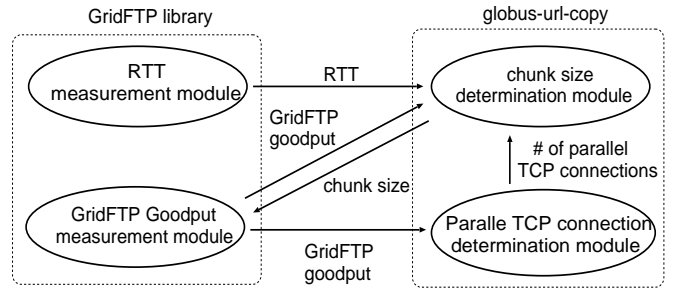 GridFTP library
globus-url-copy
RTT
measurement module
RTT
chunk size
determination module
GridFTP
goodput
# of parallel
TCP connections
chunk size
GridFTP Goodput
measurement module
Paralle TCP connection
determination module
GridFTP
goodput